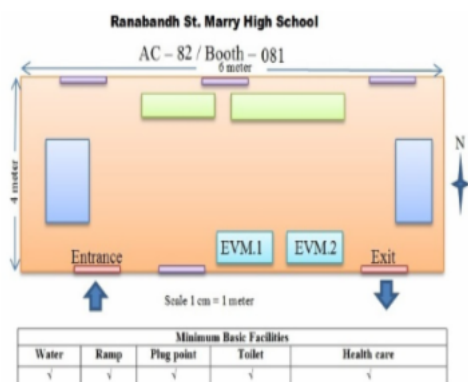 Ranabandh St. Marry High School
AC – 82 / Booth – 081
6 meter
4 meter
N
EVM.1 EVM.2
Entrance Exit
Scale 1 cm = 1 meter
Minimum Basic Facilities
Water Ramp Plug point Toilet Health care
√ √ √ √ √